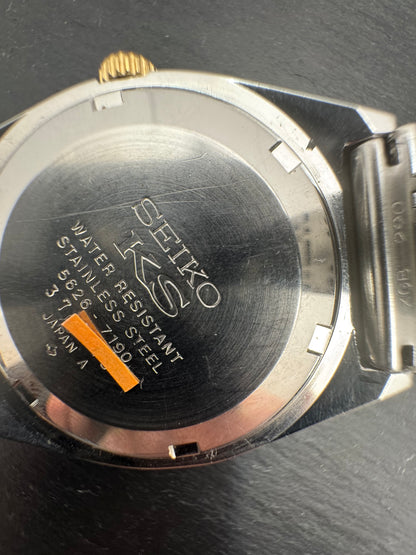 SEIKO
KS
WATER RESISTANT
STAINLESS STEEL
5626-7190
37
JAPAN A